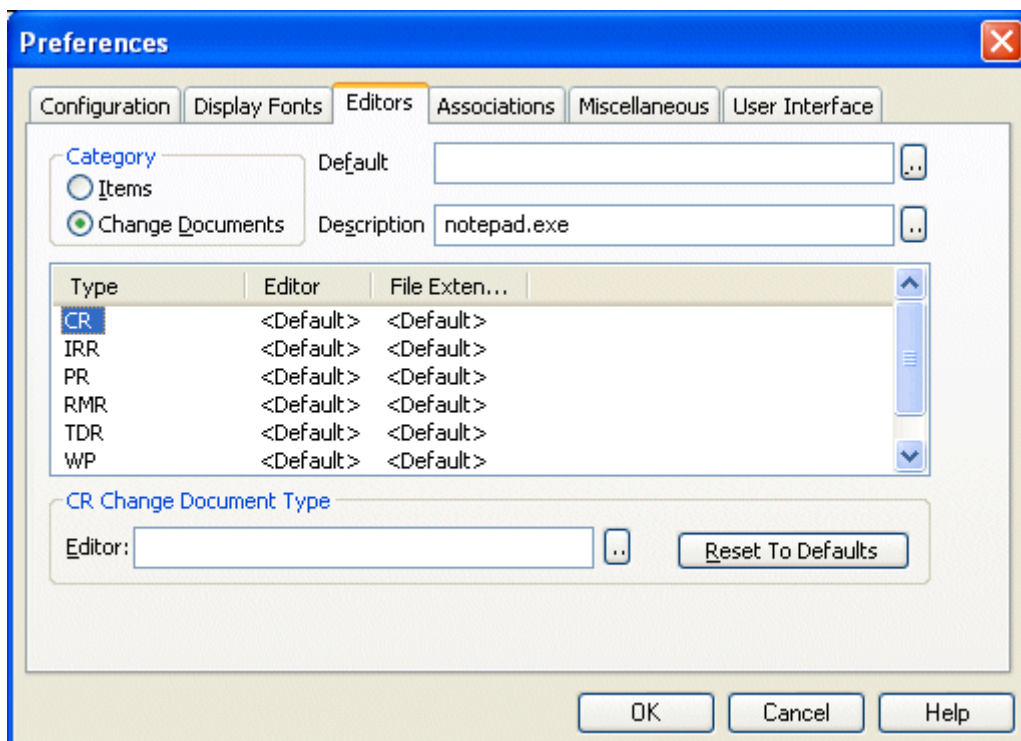 Preferences
Configuration Display Fonts Editors Associations Miscellaneous User Interface
Category
Items
Change Documents
Default
..
Description notepad.exe ..
Type Editor File Exten...
CR <Default> <Default>
IRR <Default> <Default>
PR <Default> <Default>
RMR <Default> <Default>
TDR <Default> <Default>
WP <Default> <Default>
CR Change Document Type
Editor: .. Reset To Defaults
OK Cancel Help